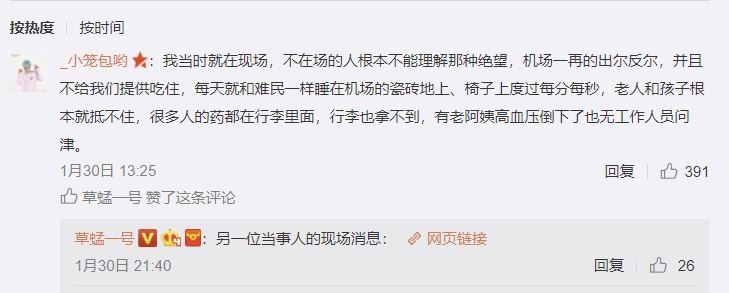 按热度 | 按时间
_小笼包哟：我当时就在现场，不在场的人根本不能理解那种绝望，机场一再的出尔反尔，并且
不给我们提供吃住，每天就和难民一样睡在机场的瓷砖地上、椅子上度过每分每秒，老人和孩子根
本就抵不住，很多人的药都在行李里面，行李也拿不到，有老阿姨高血压倒下了也无工作人员问
津。
1月30日 13:25 回复 391
草蜢一号 赞了这条评论
草蜢一号 V：另一位当事人的现场消息： 网页链接
1月30日 21:40 回复 26